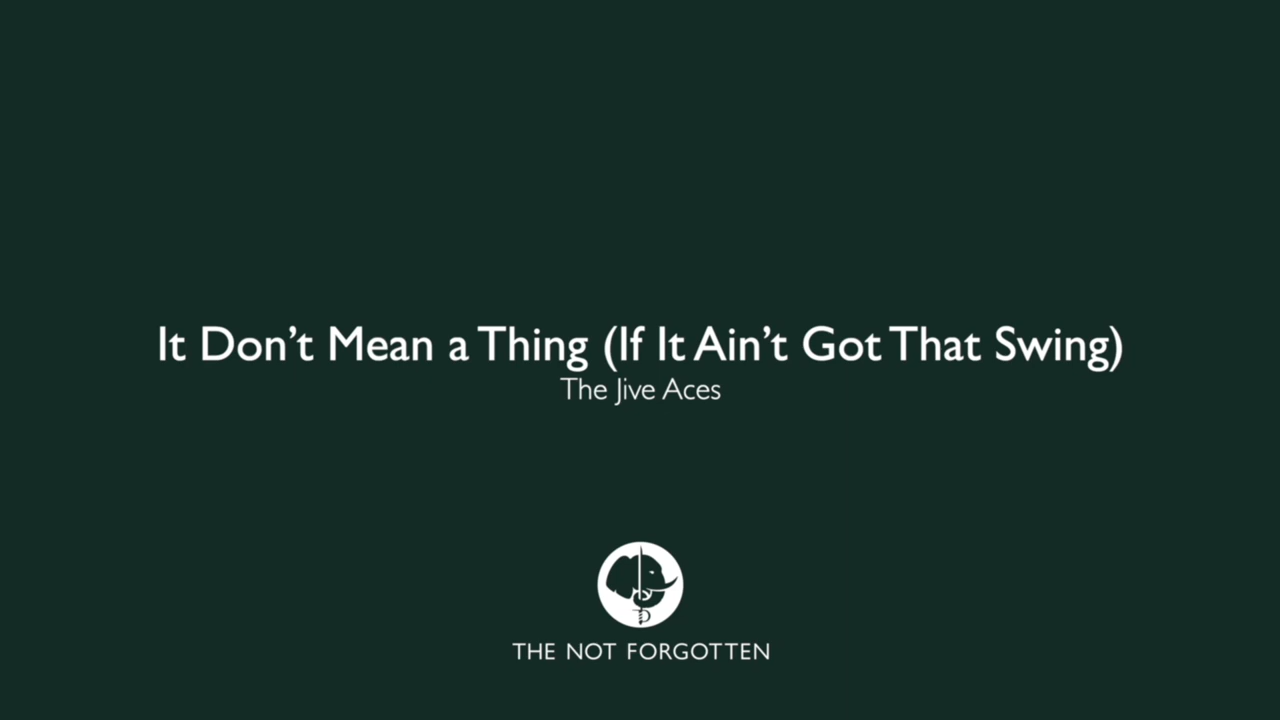 It Don’t Mean a Thing (If It Ain’t Got That Swing)
The Jive Aces
THE NOT FORGOTTEN